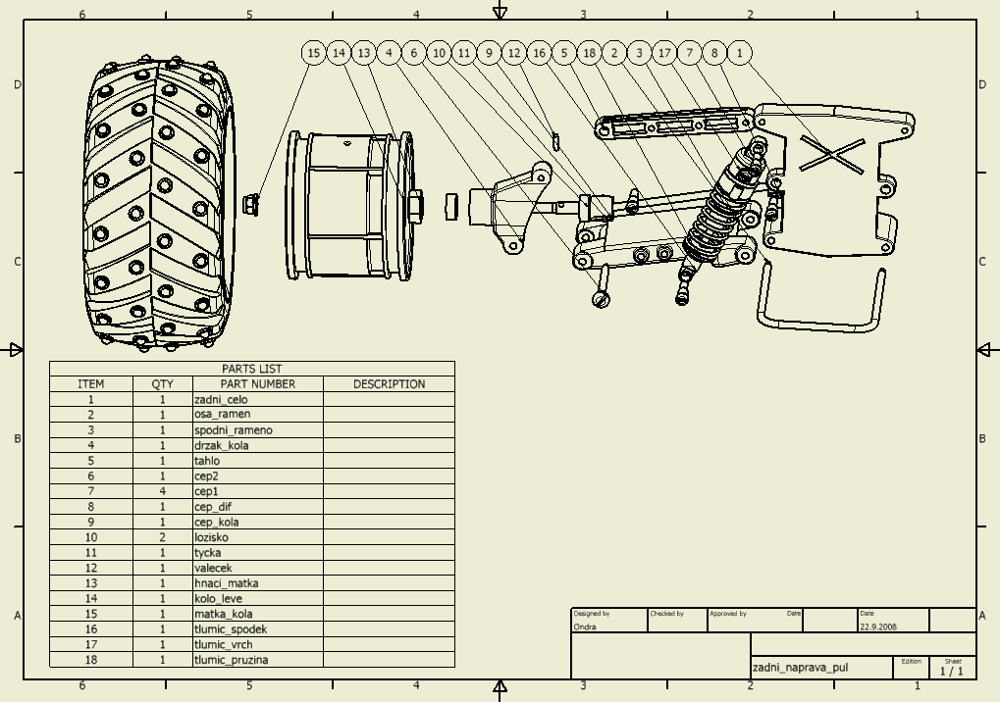 6 5 4 3 2 1
15 14 13 4 6 10 11 9 12 16 5 18 2 3 17 7 8 1
D D
C C
PARTS LIST
ITEM QTY PART NUMBER DESCRIPTION
1 1 zadni_celo
2 1 osa_ramen
3 1 spodni_rameno
4 1 drzak_kola
5 1 tahlo
6 1 cep2
7 4 cep1
8 1 cep_dif
9 1 cep_kola
10 2 lozisko
11 1 tycka
12 1 valecek
13 1 hnaci_matka
14 1 kolo_leve
15 1 matka_kola
16 1 tlumic_spodek
17 1 tlumic_vrch
18 1 tlumic_pruzina
B B
A A
Designed by Checked by Approved by Date Date
Ondra 22.9.2008
zadni_naprava_pul
Edition Sheet
1 / 1
6 5 4 3 2 1